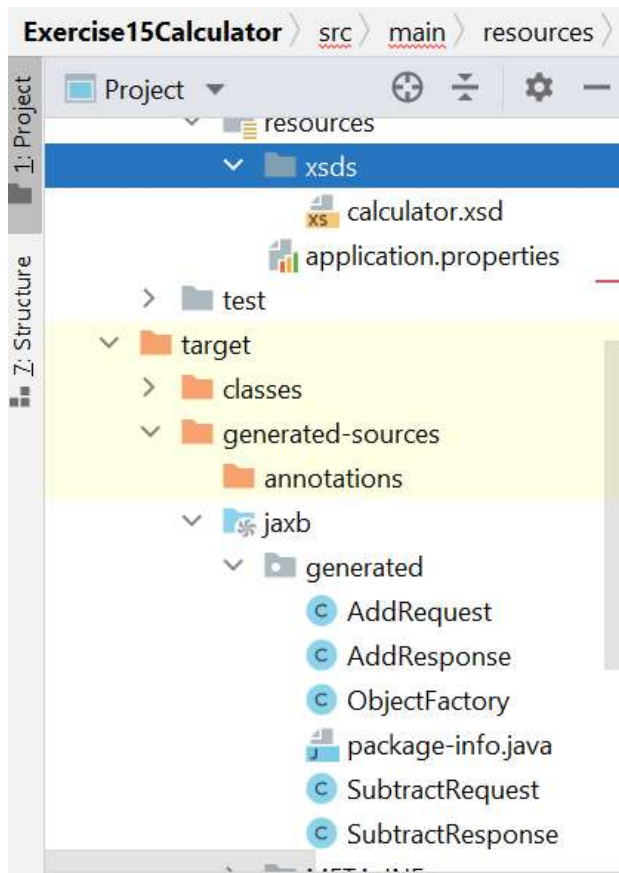 Exercise15Calculator 〉 src 〉 main 〉 resources 〉
1: Project
Project
resources
xsds
calculator.xsd
application.properties
test
Z: Structure
target
classes
generated-sources
annotations
jaxb
generated
C AddRequest
C AddResponse
C ObjectFactory
J package-info.java
C SubtractRequest
C SubtractResponse